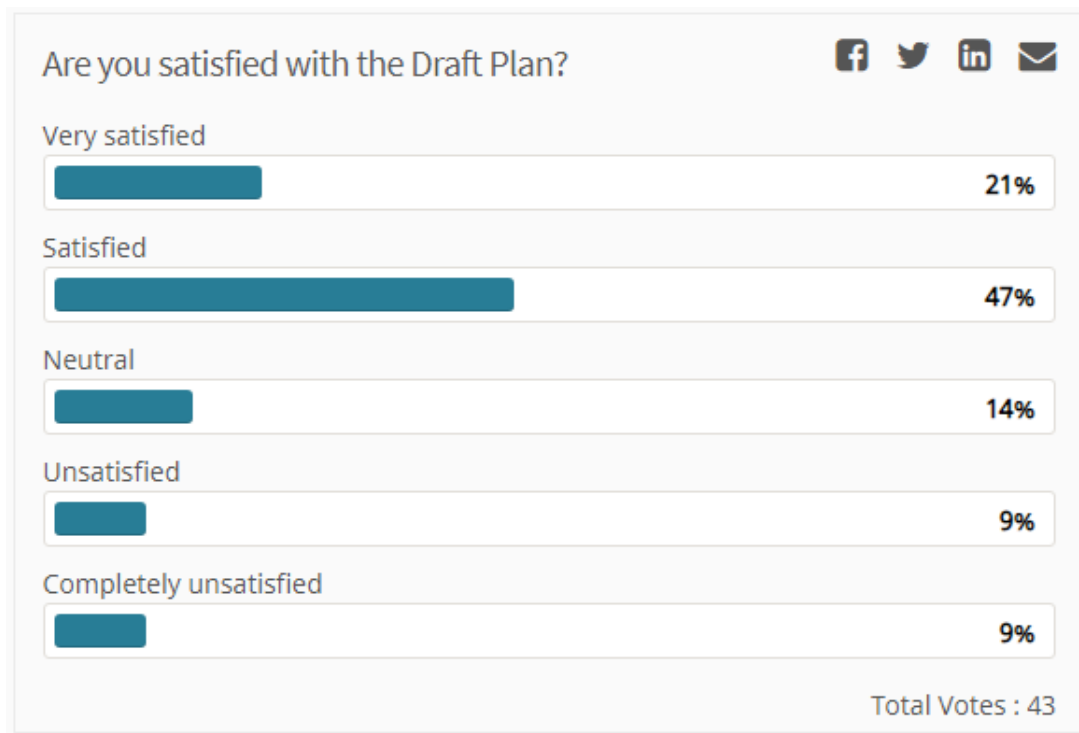 Are you satisfied with the Draft Plan?
Very satisfied
21%
Satisfied
47%
Neutral
14%
Unsatisfied
9%
Completely unsatisfied
9%
Total Votes : 43